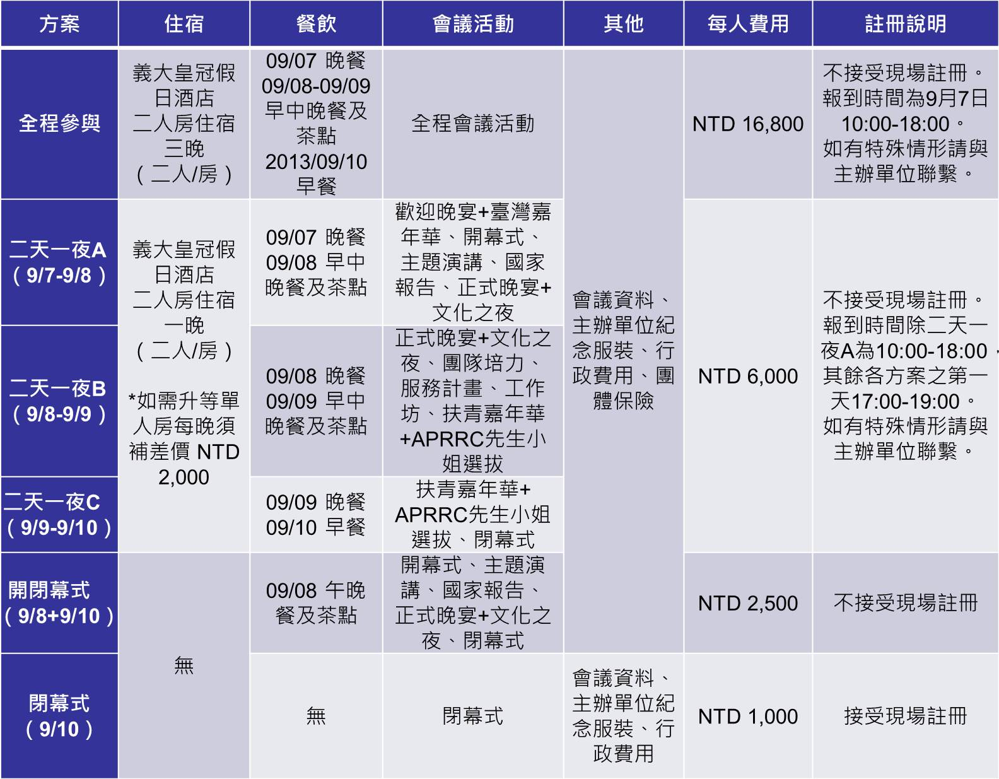 方案
住宿
餐飲
會議活動
其他
每人費用
註冊說明
全程參與
義大皇冠假
日酒店
二人房住宿
三晚
（二人/房）
09/07 晚餐
09/08-09/09
早中晚餐及
茶點
2013/09/10
早餐
全程會議活動
NTD 16,800
不接受現場註冊。
報到時間為9月7日
10:00-18:00。
如有特殊情形請與
主辦單位聯繫。
二天一夜A
（9/7-9/8）
義大皇冠假
日酒店
二人房住宿
一晚
（二人/房）
*如需升等單
人房每晚須
補差價 NTD
2,000
09/07 晚餐
09/08 早中
晚餐及茶點
歡迎晚宴+臺灣嘉
年華、開幕式、
主題演講、國家
報告、正式晚宴+
文化之夜
會議資料、
主辦單位紀
念服裝、行
政費用、團
體保險
NTD 6,000
不接受現場註冊。
報到時間除二天一
夜A為10:00-18:00，
其餘各方案之第一
天17:00-19:00。
如有特殊情形請與
主辦單位聯繫。
二天一夜B
（9/8-9/9）
09/08 晚餐
09/09 早中
晚餐及茶點
正式晚宴+文化之
夜、團隊培力、
服務計畫、工作
坊、扶青嘉年華
+APRRC先生小
姐選拔
二天一夜C
（9/9-9/10）
09/09 晚餐
09/10 早餐
扶青嘉年華+
APRRC先生小姐
選拔、閉幕式
開閉幕式
（9/8+9/10）
無
09/08 午晚
餐及茶點
開幕式、主題演
講、國家報告、
正式晚宴+文化之
夜、閉幕式
NTD 2,500
不接受現場註冊
閉幕式
（9/10）
無
閉幕式
會議資料、
主辦單位紀
念服裝、行
政費用
NTD 1,000
接受現場註冊